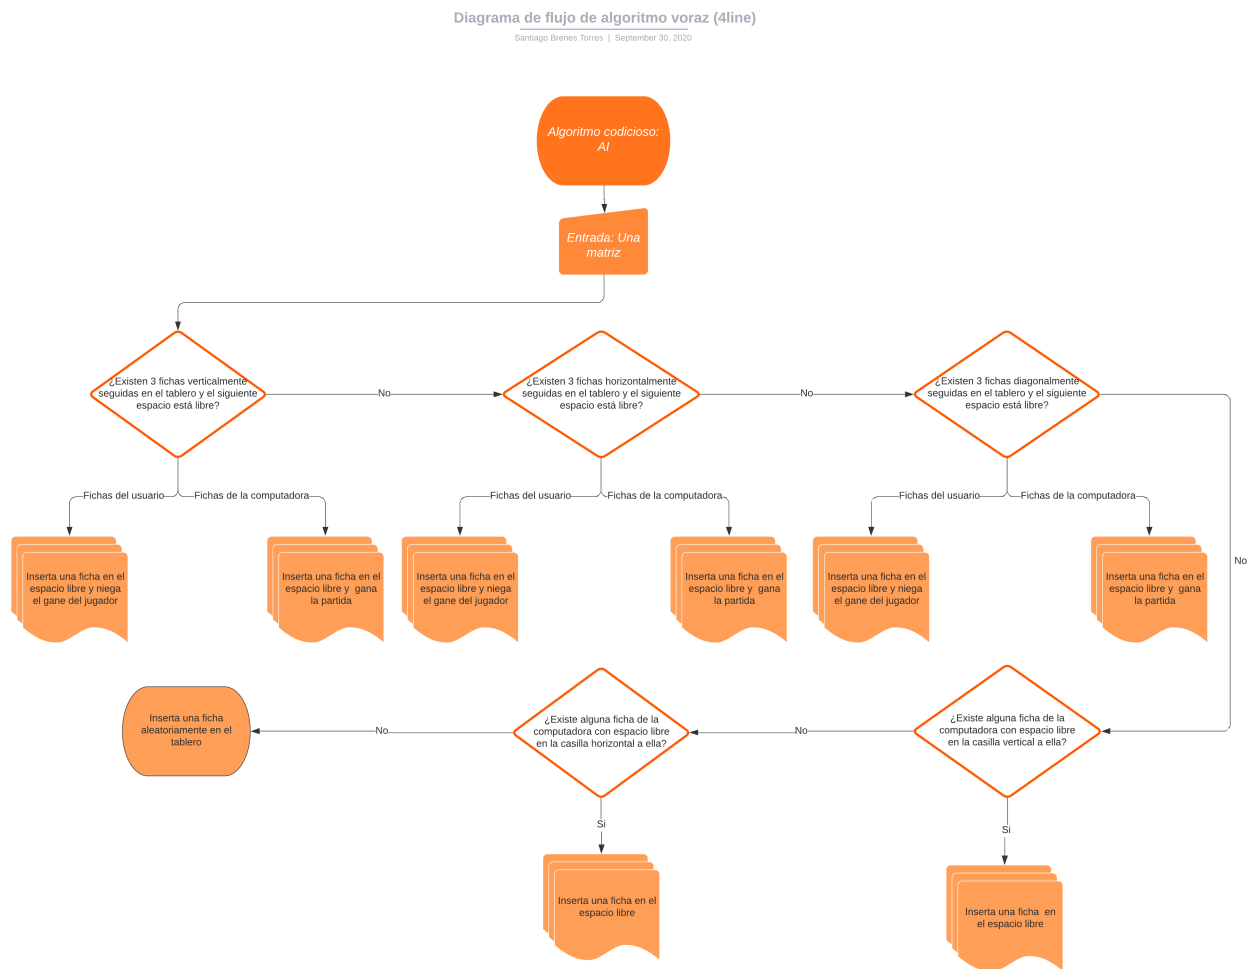 Diagrama de flujo de algoritmo voraz (4line)
Santiago Brenes Torres | September 30, 2020
Algoritmo codicioso:
AI
Entrada: Una
matriz
¿Existen 3 fichas verticalmente
seguidas en el tablero y el siguiente
espacio está libre?
No
¿Existen 3 fichas horizontalmente
seguidas en el tablero y el siguiente
espacio está libre?
No
¿Existen 3 fichas diagonalmente
seguidas en el tablero y el siguiente
espacio está libre?
Fichas del usuario
Fichas de la computadora
Fichas del usuario
Fichas de la computadora
Fichas del usuario
Fichas de la computadora
No
Inserta una ficha en el
espacio libre y niega
el gane del jugador
Inserta una ficha en el
espacio libre y gana
la partida
Inserta una ficha en el
espacio libre y niega
el gane del jugador
Inserta una ficha en el
espacio libre y gana
la partida
Inserta una ficha en el
espacio libre y niega
el gane del jugador
Inserta una ficha en el
espacio libre y gana
la partida
Inserta una ficha
aleatoriamente en el
tablero
No
¿Existe alguna ficha de la
computadora con espacio libre
en la casilla horizontal a ella?
No
¿Existe alguna ficha de la
computadora con espacio libre
en la casilla vertical a ella?
Si
Si
Inserta una ficha en el
espacio libre
Inserta una ficha en
el espacio libre